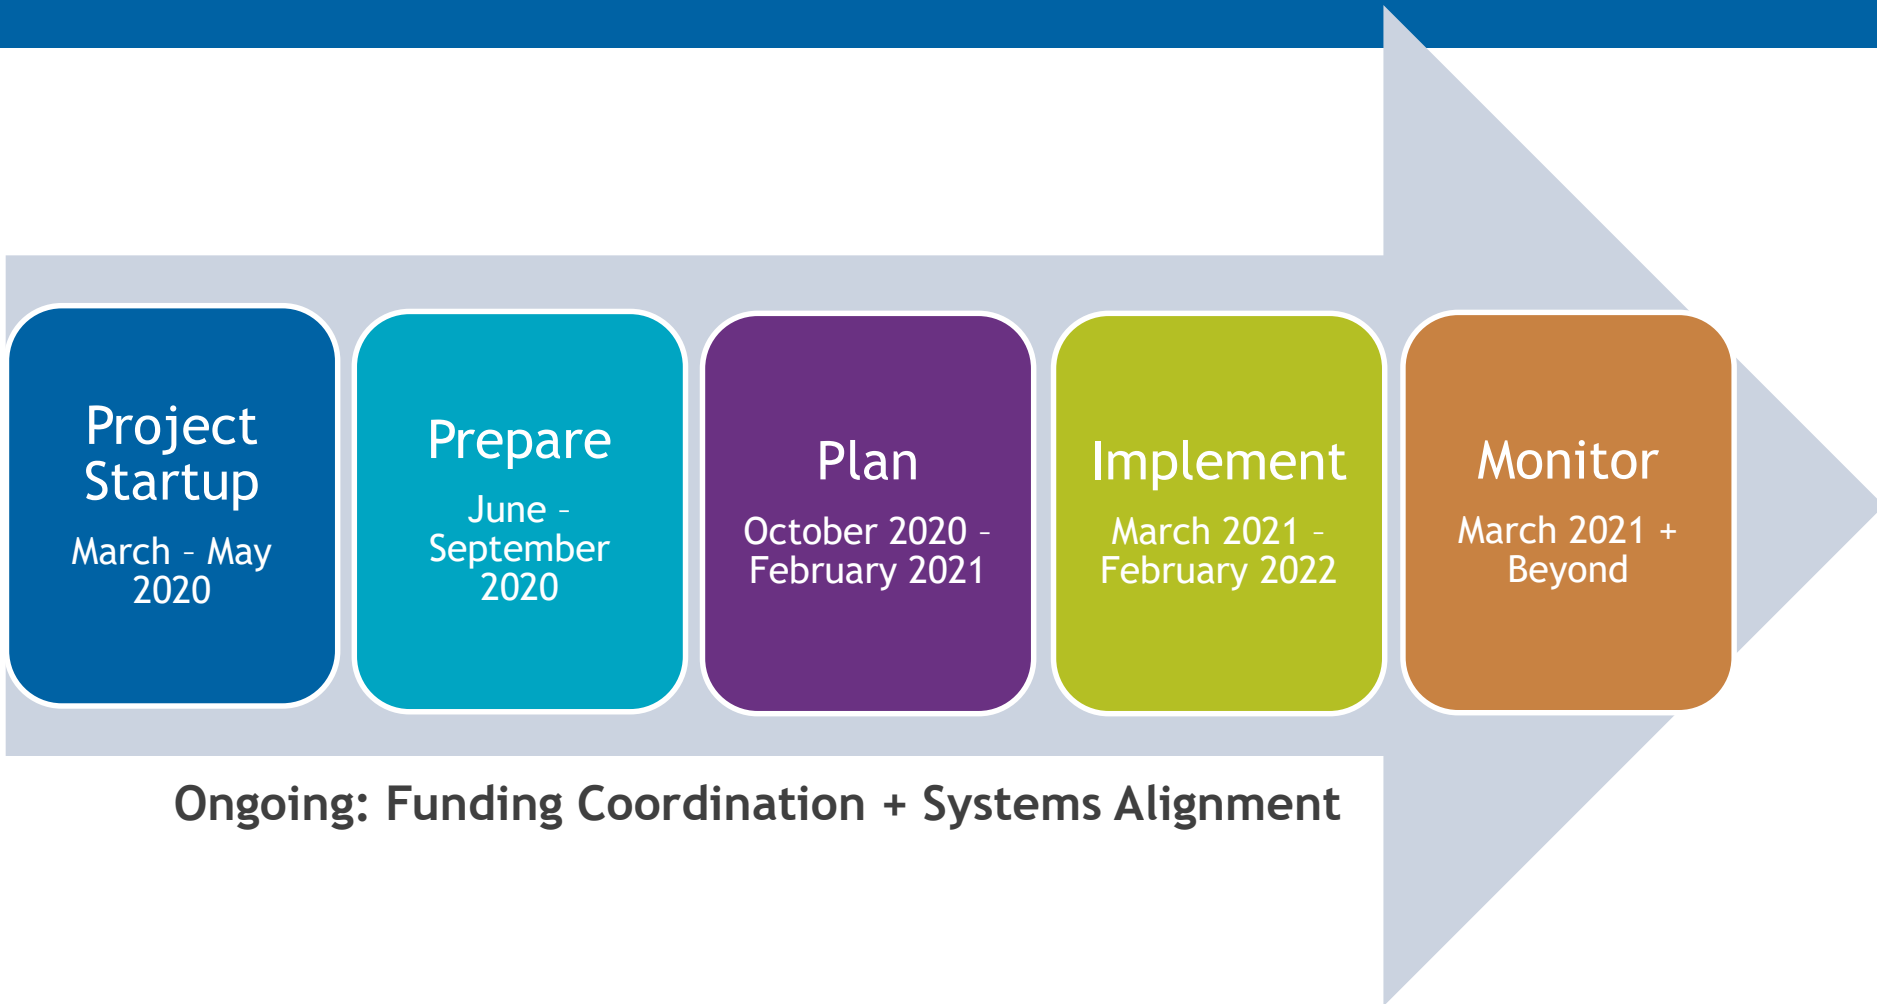 Project
Startup
March – May
2020
Prepare
June –
September
2020
Plan
October 2020 –
February 2021
Implement
March 2021 –
February 2022
Monitor
March 2021 +
Beyond
Ongoing: Funding Coordination + Systems Alignment